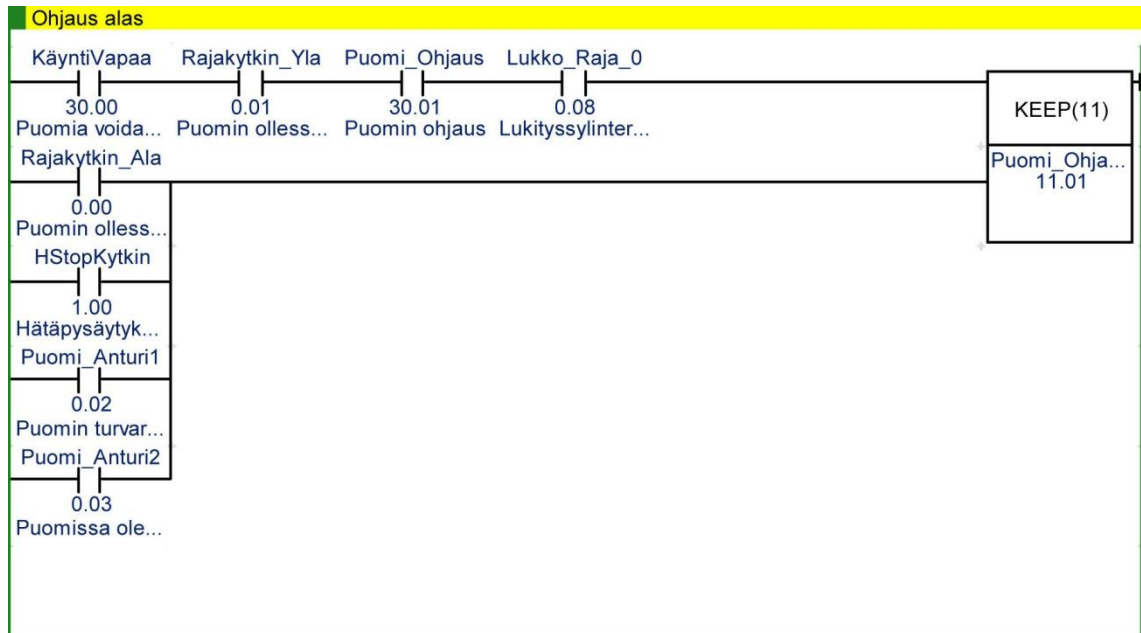 Ohjaus alas
KäyntiVapaa Rajakytkin_Yla Puomi_Ohjaus Lukko_Raja_0
30.00 0.01 30.01 0.08 KEEP(11)
Puomia voida... Puomin olless... Puomin ohjaus Lukityssylinter...
Rajakytkin_Ala Puomi_Ohja...
11.01
0.00
Puomin olless...
HStopKytkin
1.00
Hätäpysäytyk...
Puomi_Anturi1
0.02
Puomin turvar...
Puomi_Anturi2
0.03
Puomissa ole...